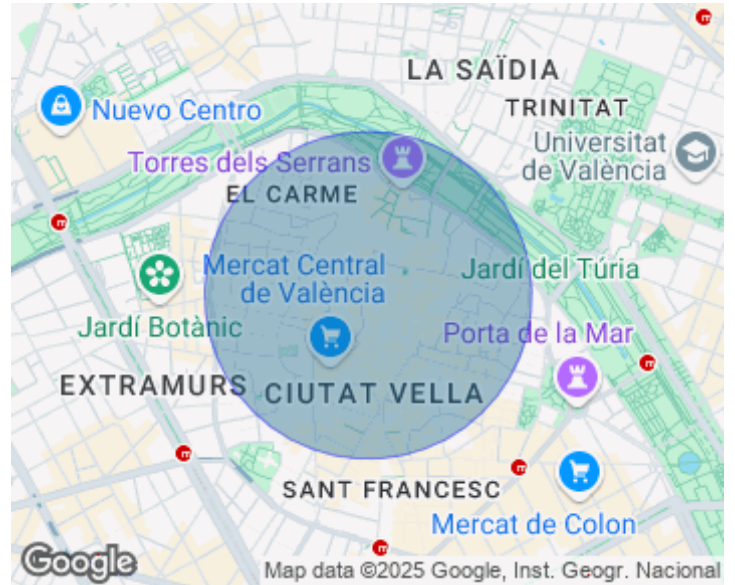 LA SAÏDIA
Nuevo Centro
TRINITAT
Universitat
de València
Torres dels Serrans
EL CARME
Mercat Central
de València
Jardí del Túria
Jardí Botànic
Porta de la Mar
EXTRAMURS
CIUTAT VELLA
SANT FRANCESC
Mercat de Colon
Google
Map data ©2025 Google, Inst. Geogr. Nacional